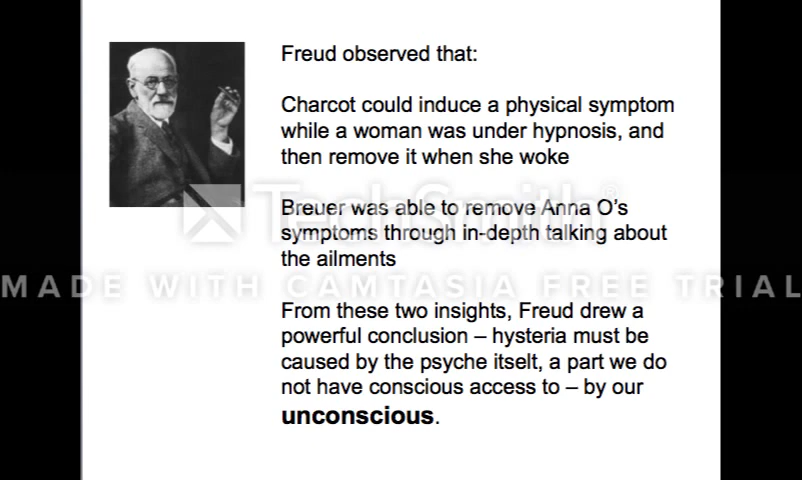 Freud observed that:
Charcot could induce a physical symptom
while a woman was under hypnosis, and
then remove it when she woke
TechSmith®
Breuer was able to remove Anna O's
symptoms through in-depth talking about
the ailments
MADE WITH CAMTASIA FREE TRIAL
From these two insights, Freud drew a
powerful conclusion – hysteria must be
caused by the psyche itselt, a part we do
not have conscious access to – by our
unconscious.